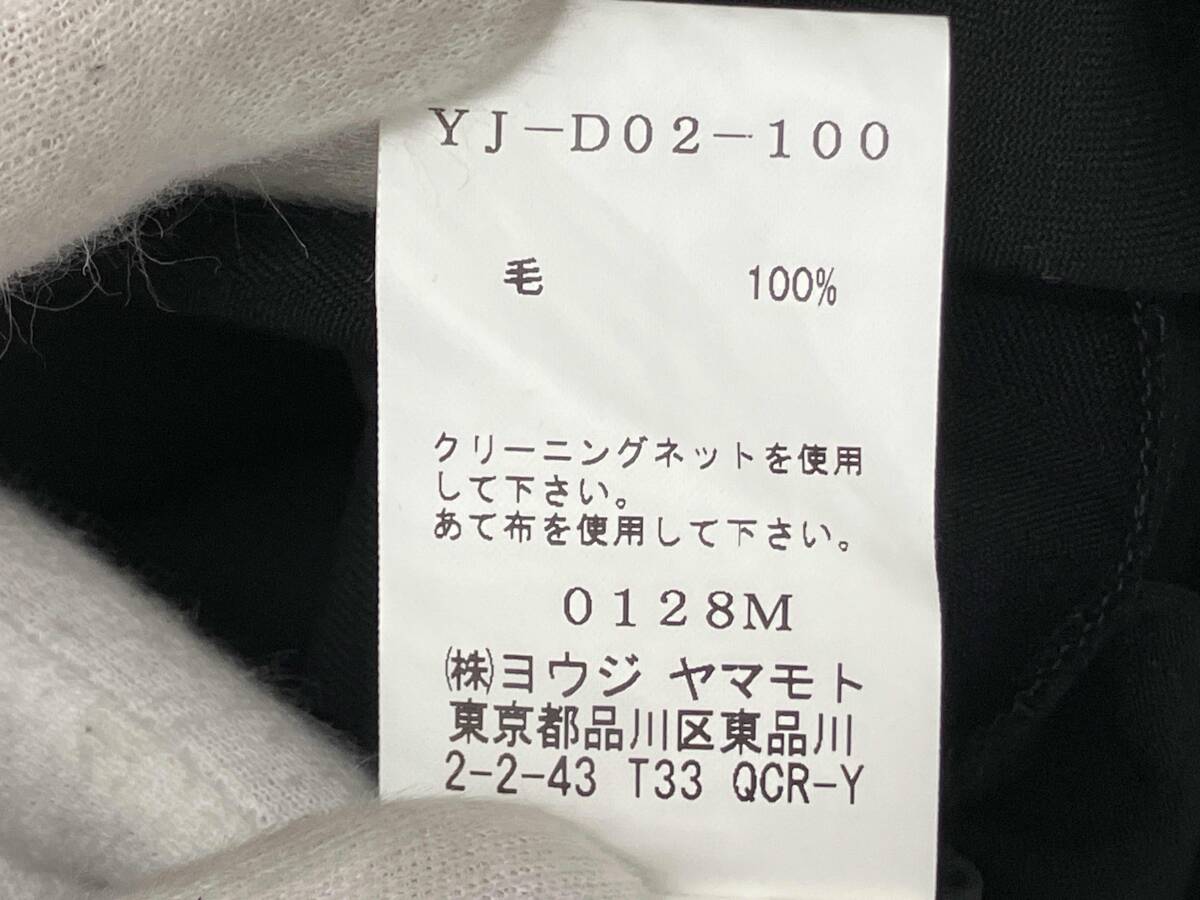 YJ-D02-100
毛 100%
クリーニングネットを使用
して下さい。
あて布を使用して下さい。
0128M
㈱ヨウジ ヤマモト
東京都品川区東品川
2-2-43 T33 QCR-Y